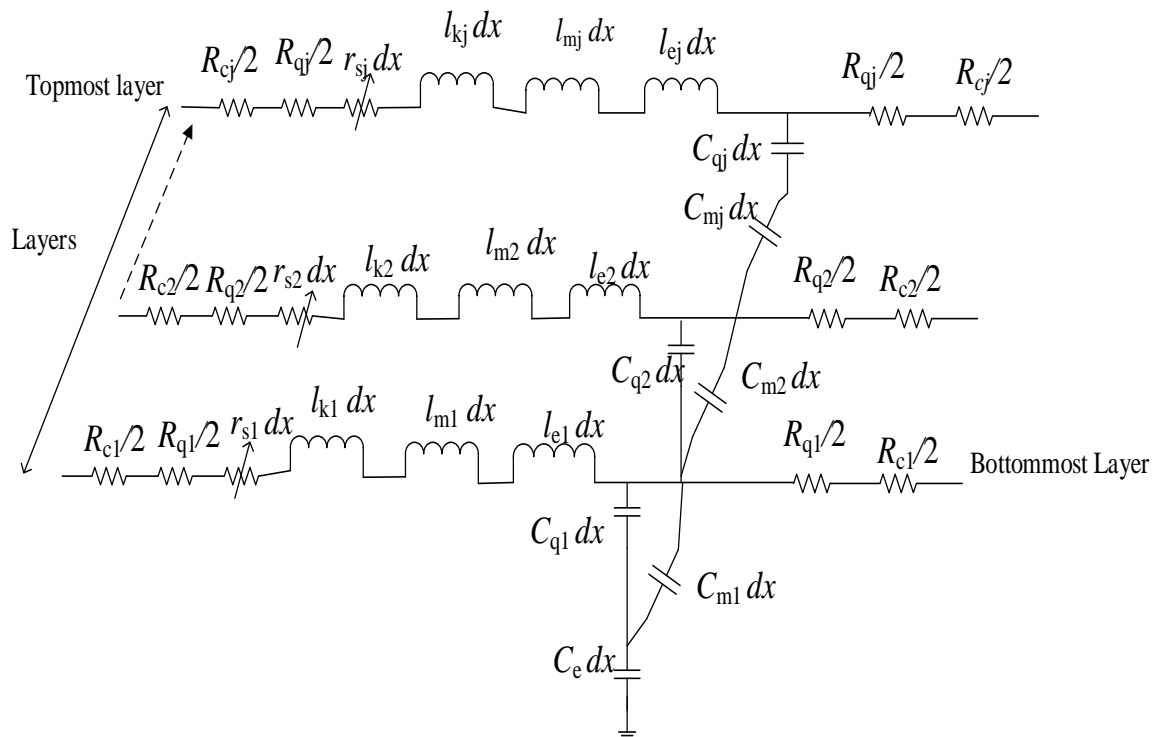 l_kj dx
l_mj dx
l_ej dx
R_cj/2
R_qj/2
r_sj dx
R_qj/2
R_cj/2
Topmost layer
C_qj dx
C_mj dx
Layers
l_k2 dx
l_m2 dx
l_e2 dx
R_c2/2
R_q2/2
r_s2 dx
R_q2/2
R_c2/2
C_q2 dx
C_m2 dx
l_k1 dx
l_m1 dx
l_e1 dx
R_c1/2
R_q1/2
r_s1 dx
R_q1/2
R_c1/2
Bottommost Layer
C_q1 dx
C_m1 dx
C_e dx